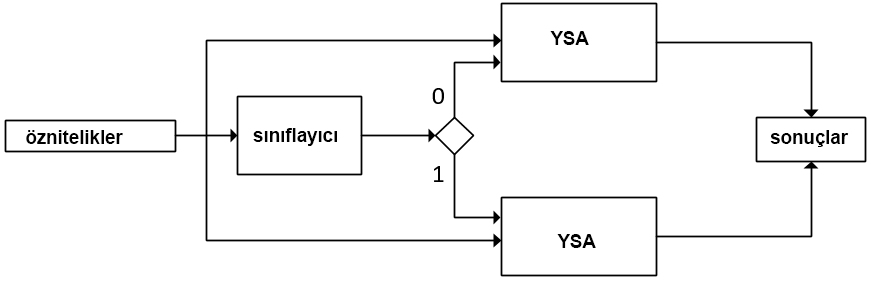 YSA
0
öznitelikler
sınıflayıcı
sonuçlar
1
YSA